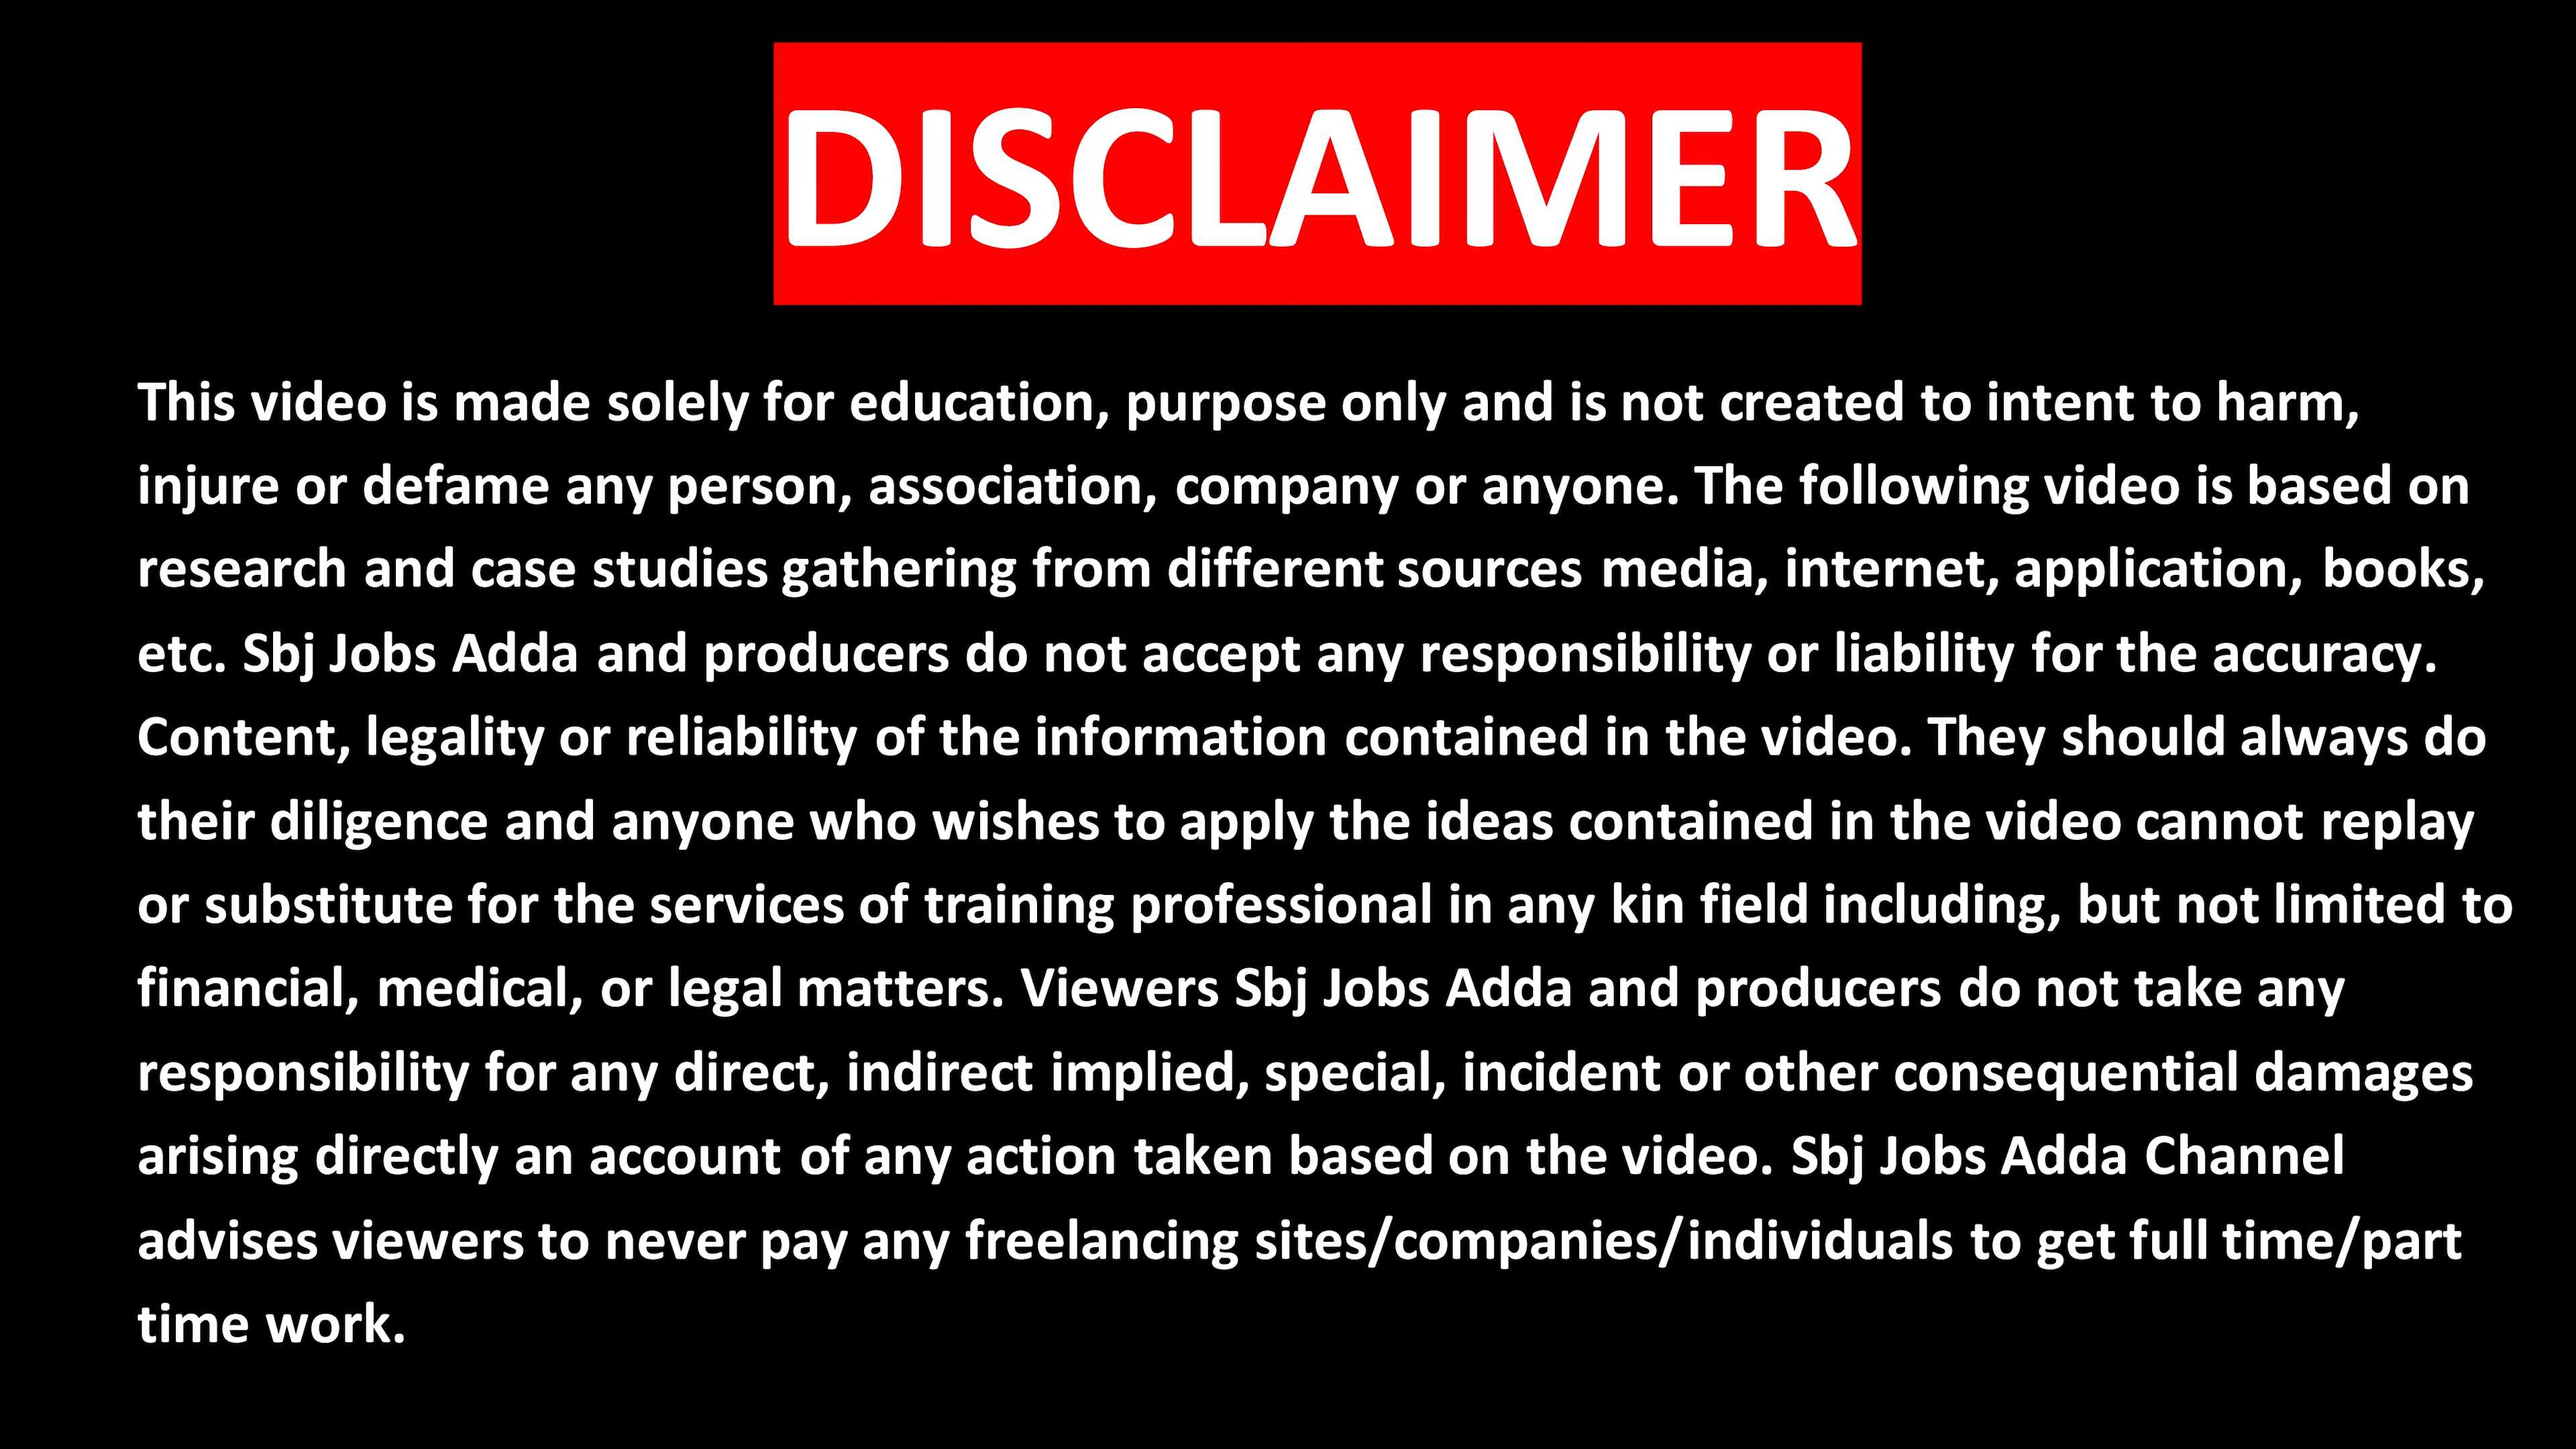 DISCLAIMER
This video is made solely for education, purpose only and is not created to intent to harm,
injure or defame any person, association, company or anyone. The following video is based on
research and case studies gathering from different sources media, internet, application, books,
etc. Sbj Jobs Adda and producers do not accept any responsibility or liability for the accuracy.
Content, legality or reliability of the information contained in the video. They should always do
their diligence and anyone who wishes to apply the ideas contained in the video cannot replay
or substitute for the services of training professional in any kin field including, but not limited to
financial, medical, or legal matters. Viewers Sbj Jobs Adda and producers do not take any
responsibility for any direct, indirect implied, special, incident or other consequential damages
arising directly an account of any action taken based on the video. Sbj Jobs Adda Channel
advises viewers to never pay any freelancing sites/companies/individuals to get full time/part
time work.